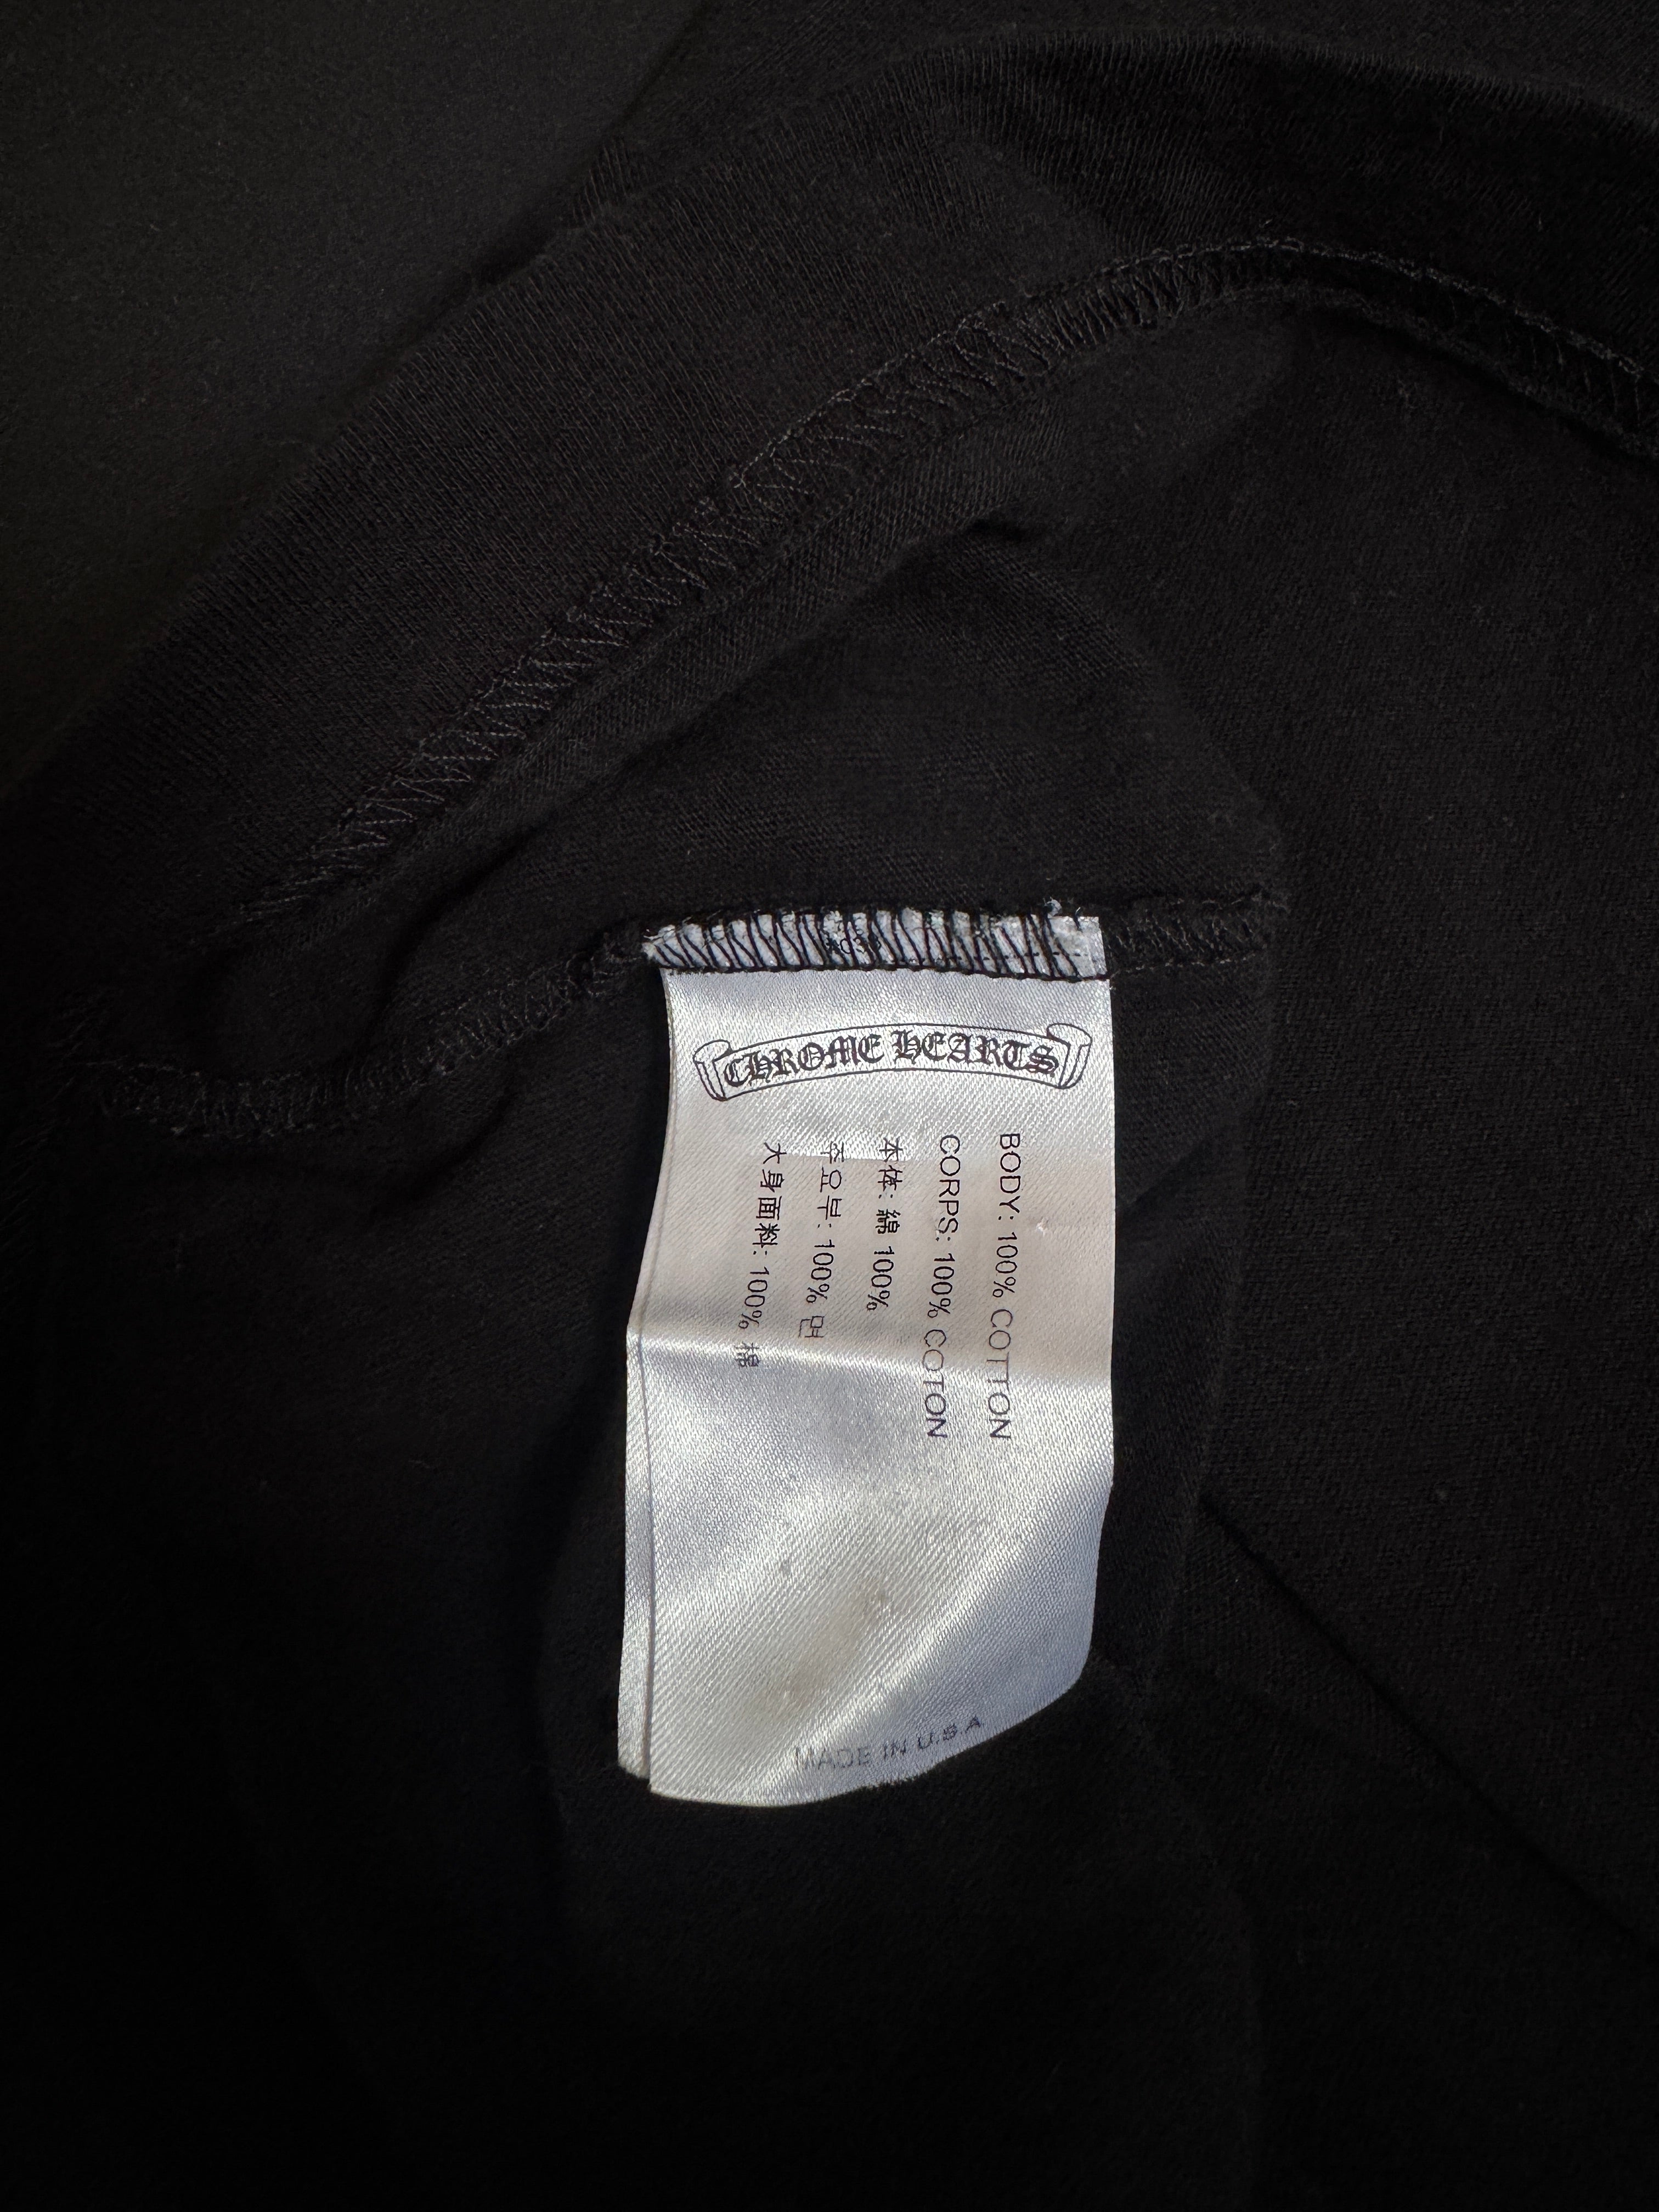 CHROME HEARTS
BODY: 100% COTTON
CORPS: 100% COTON
本体: 綿 100%
주요부: 100% 면
大身面料: 100% 棉
MADE IN U.S.A